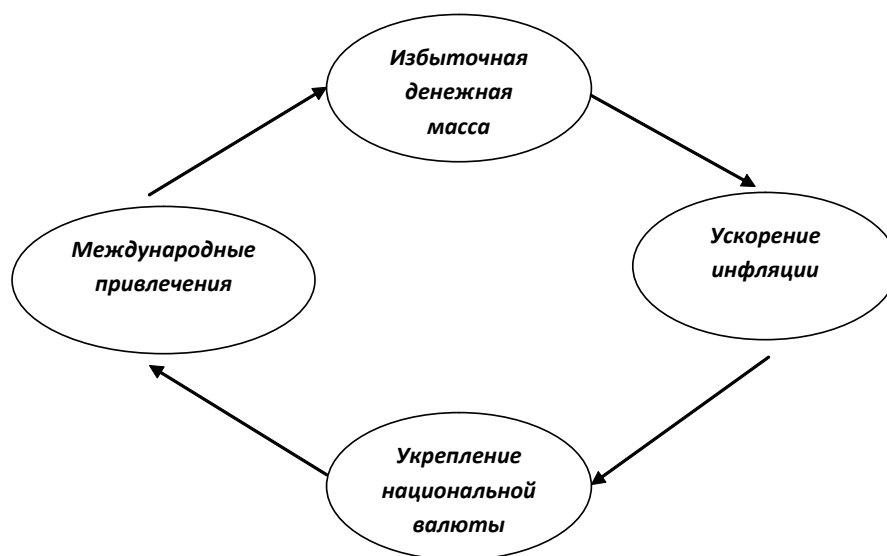 Избыточная
денежная
масса
Международные
привлечения
Ускорение
инфляции
Укрепление
национальной
валюты